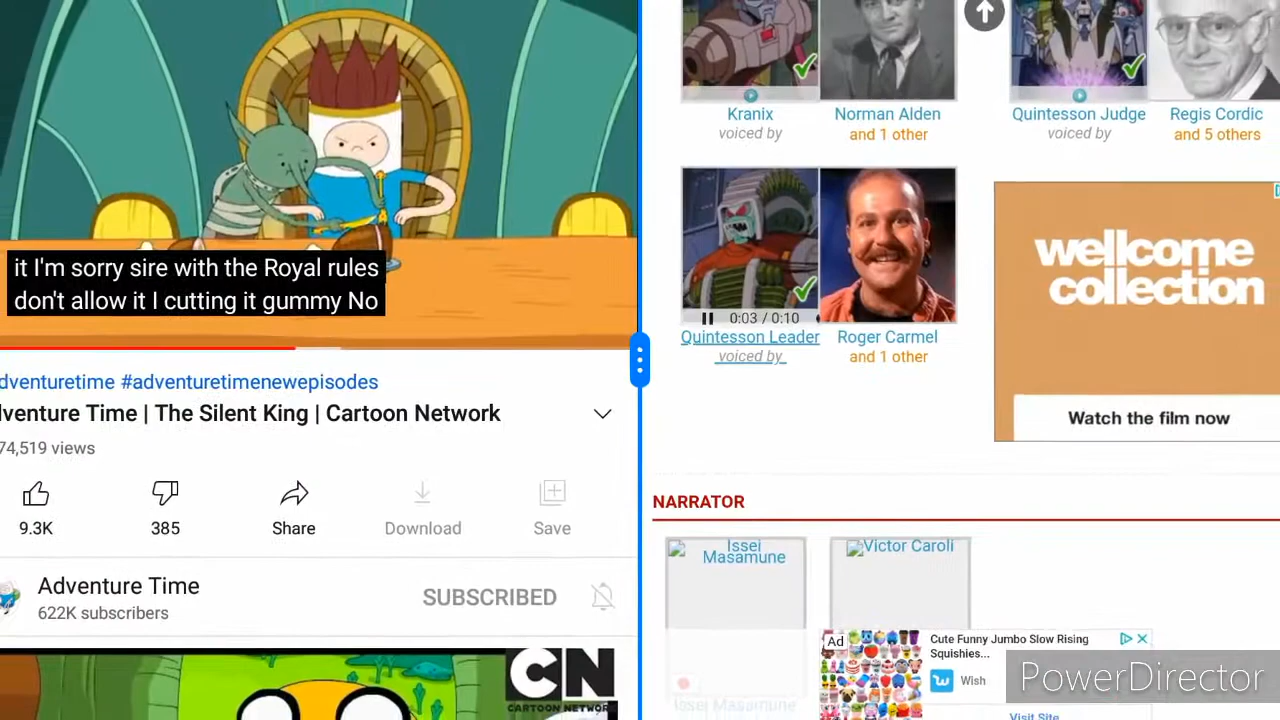 it I'm sorry sire with the Royal rules
don't allow it I cutting it gummy No
dventuretime #adventuretimenewepisodes
lventure Time | The Silent King | Cartoon Network
74,519 views
9.3K
385
Share
Download
Save
Adventure Time
622K subscribers
SUBSCRIBED
CN
CARTOON NETWORK
Kranix
voiced by
Norman Alden
and 1 other
Quintesson Judge
voiced by
Regis Cordic
and 5 others
0:03 / 0:10
Quintesson Leader
voiced by
Roger Carmel
and 1 other
wellcome
collection
Watch the film now
NARRATOR
Issei
Masamune
Victor Caroli
Issei Masamune
Ad
Cute Funny Jumbo Slow Rising
Squishies...
Wish
Visit Site
PowerDirector